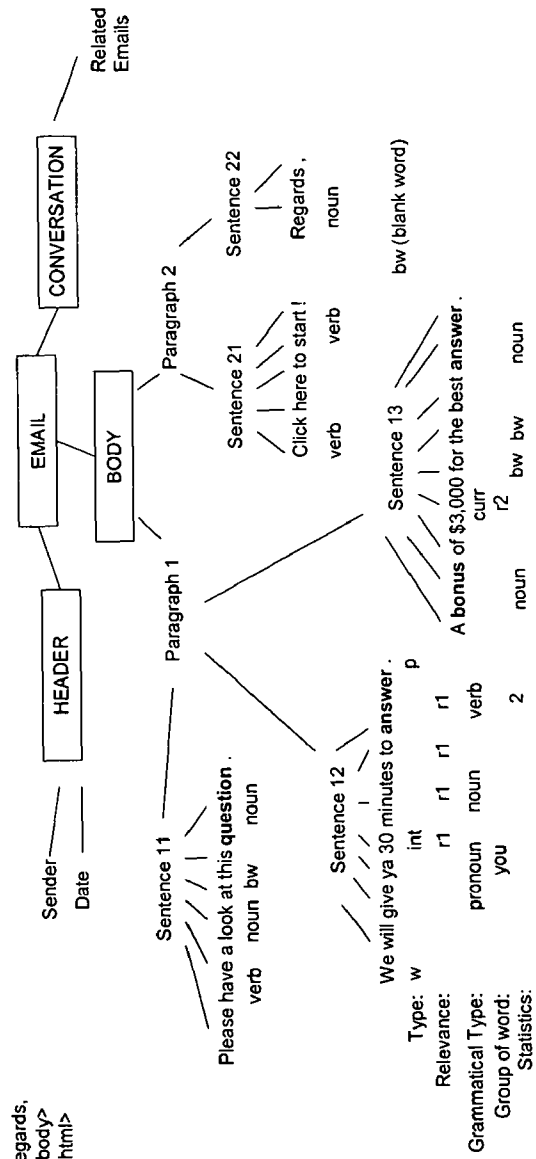 egards,
body>
html>
EMAIL
HEADER
CONVERSATION
Sender
Date
Related
Emails
BODY
Paragraph 1
Paragraph 2
Sentence 11
Please have a look at this question .
verb noun bw noun
Sentence 21
Click here to start !
verb verb
Sentence 22
Regards ,
noun
Sentence 12
We will give ya 30 minutes to answer .
Type: w int p
Relevance: r1 r1 r1 r1
Grammatical Type: pronoun noun verb
Group of word: you
Statistics: 2
Sentence 13
A bonus of $3,000 for the best answer .
curr
r2
noun bw bw noun
bw (blank word)